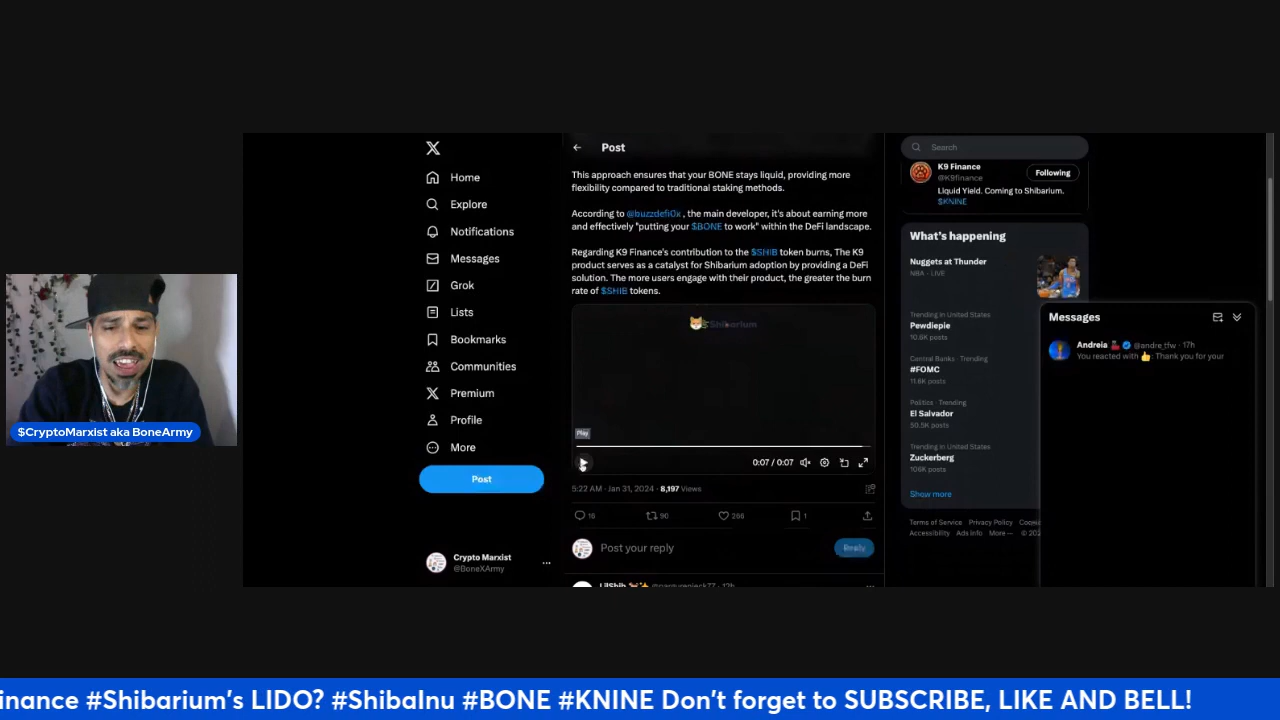 Home
Explore
Notifications
Messages
Grok
Lists
Bookmarks
Communities
Premium
Profile
More
Post
Crypto Marxist
@BoneXArmy
Post
This approach ensures that your BONE stays liquid, providing more
flexibility compared to traditional staking methods.
According to @buzzdefi0x , the main developer, it's about earning more
and effectively "putting your $BONE to work" within the DeFi landscape.
Regarding K9 Finance's contribution to the $SHIB token burns, The K9
product serves as a catalyst for Shibarium adoption by providing a DeFi
solution. The more users engage with their product, the greater the burn
rate of $SHIB tokens.
Shibarium
Play
0:07 / 0:07
5:22 AM · Jan 31, 2024 · 8,197 Views
16 90 266 1
Post your reply
Reply
LilShib
12h
Search
K9 Finance
@K9finance
Following
Liquid Yield. Coming to Shibarium.
$KNINE
What's happening
Nuggets at Thunder
NBA · LIVE
Trending in United States
Pewdiepie
10.6K posts
Central Banks · Trending
#FOMC
11.6K posts
Politics · Trending
El Salvador
50.5K posts
Trending in United States
Zuckerberg
106K posts
Show more
Terms of Service Privacy Policy
Accessibility Ads Info More ··· © 202
Messages
Andreia @andre_tfw · 17h
You reacted with 👍: Thank you for your
$CryptoMarxist aka BoneArmy
inance #Shibarium's LIDO? #ShibaInu #BONE #KNINE Don't forget to SUBSCRIBE, LIKE AND BELL!